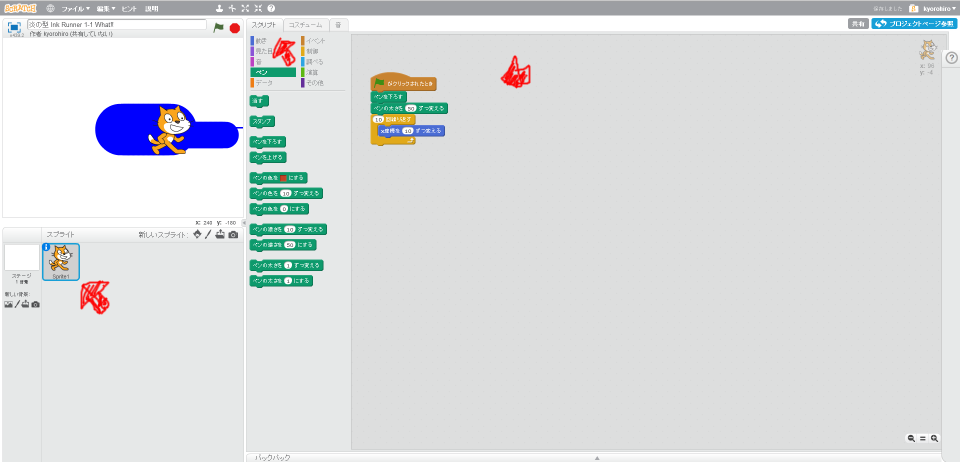 SCRATCH
ファイル▼ 編集▼ ヒント 説明
保存しました kyorohiro▼
炎の型 Ink Runner 1-1 What!!
作者 kyorohiro (共有していない)
スクリプト コスチューム 音
共有 プロジェクトページ参照
動き イベント
見た目 制御
音 調べる
ペン 演算
データ その他
消す
スタンプ
ペンを下ろす
ペンを上げる
ペンの色を にする
ペンの色を 10 ずつ変える
ペンの色を 0 にする
ペンの濃さを 10 ずつ変える
ペンの濃さを 50 にする
ペンの太さを 1 ずつ変える
ペンの太さを 1 にする
がクリックされたとき
ペンを下ろす
ペンの太さを 50 ずつ変える
10 回繰り返す
x座標を 10 ずつ変える
y: -4
x: 240 y: -180
スプライト 新しいスプライト:
ステージ
1 背景
新しい背景:
Sprite1
バックパック